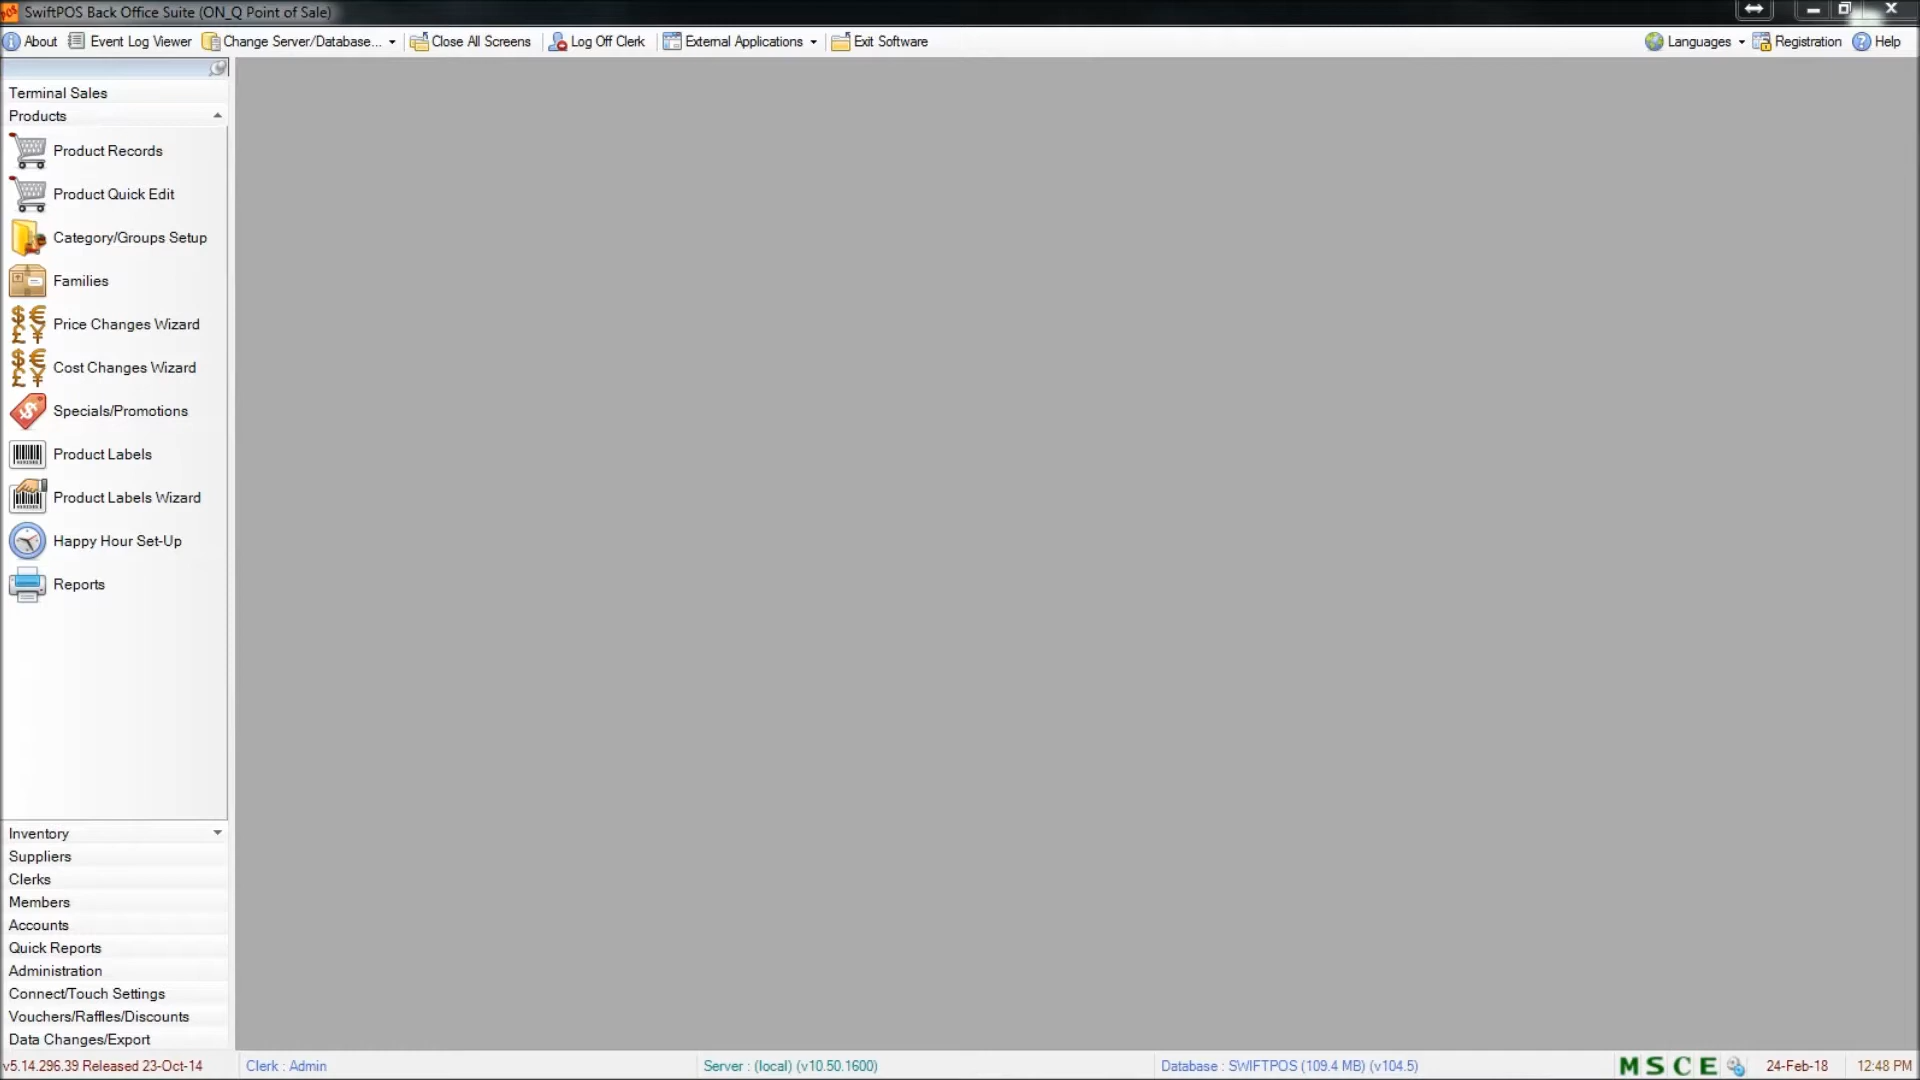 SwiftPOS Back Office Suite (ON_Q Point of Sale)
About Event Log Viewer Change Server/Database... Close All Screens Log Off Clerk External Applications Exit Software Languages Registration Help
Terminal Sales
Products
Product Records
Product Quick Edit
Category/Groups Setup
Families
Price Changes Wizard
Cost Changes Wizard
Specials/Promotions
Product Labels
Product Labels Wizard
Happy Hour Set-Up
Reports
Inventory
Suppliers
Clerks
Members
Accounts
Quick Reports
Administration
Connect/Touch Settings
Vouchers/Raffles/Discounts
Data Changes/Export
v5.14.296.39 Released 23-Oct-14 Clerk : Admin Server : (local) (v10.50.1600) Database : SWIFTPOS (109.4 MB) (v104.5) M S C E 24-Feb-18 12:48 PM